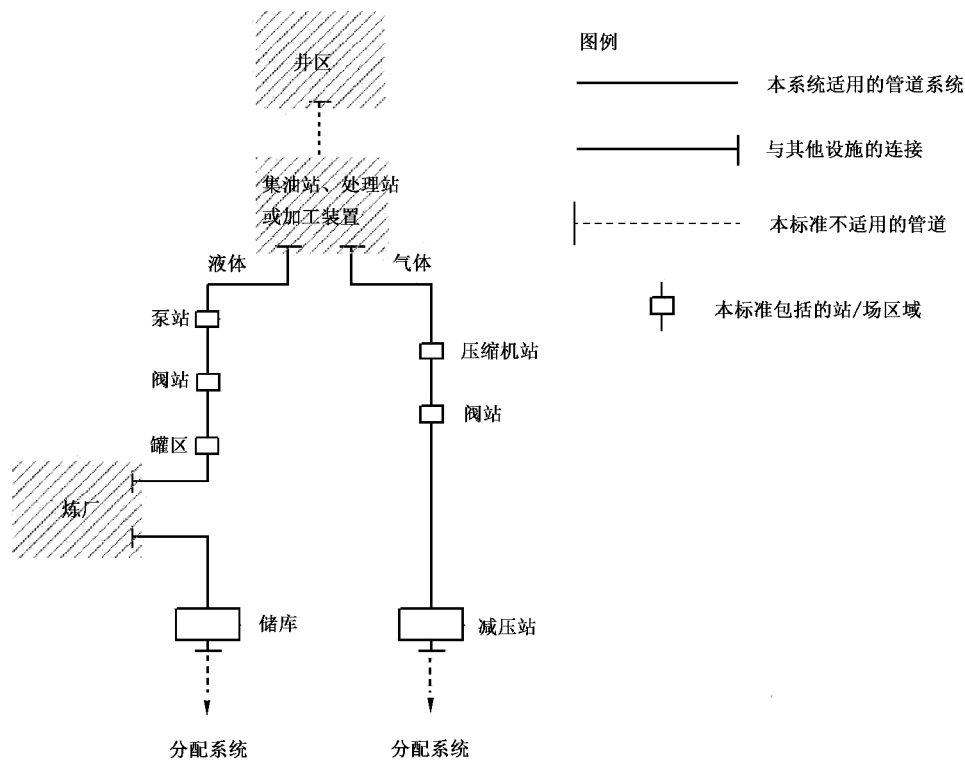 井区
图例
本系统适用的管道系统
与其他设施的连接
集油站、处理站
或加工装置
本标准不适用的管道
液体
气体
本标准包括的站/场区域
泵站
压缩机站
阀站
阀站
罐区
炼厂
储库
减压站
分配系统
分配系统